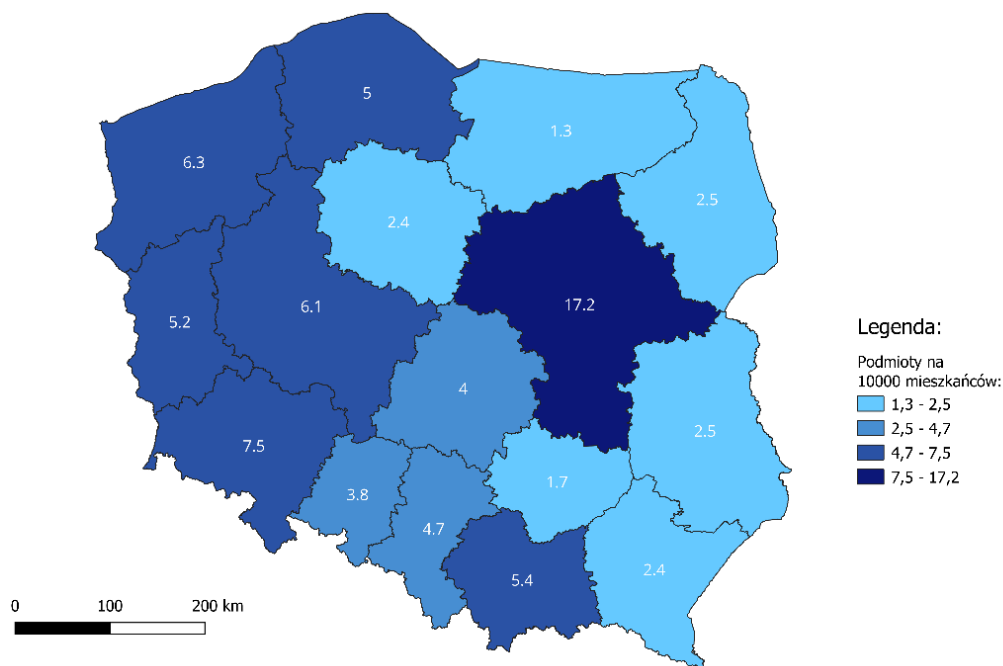 5
1.3
6.3
2.5
2.4
17.2
6.1
5.2
4
2.5
7.5
1.7
3.8
4.7
5.4
2.4
Legenda:
Podmioty na
10000 mieszkańców:
1,3 - 2,5
2,5 - 4,7
4,7 - 7,5
7,5 - 17,2
0 100 200 km